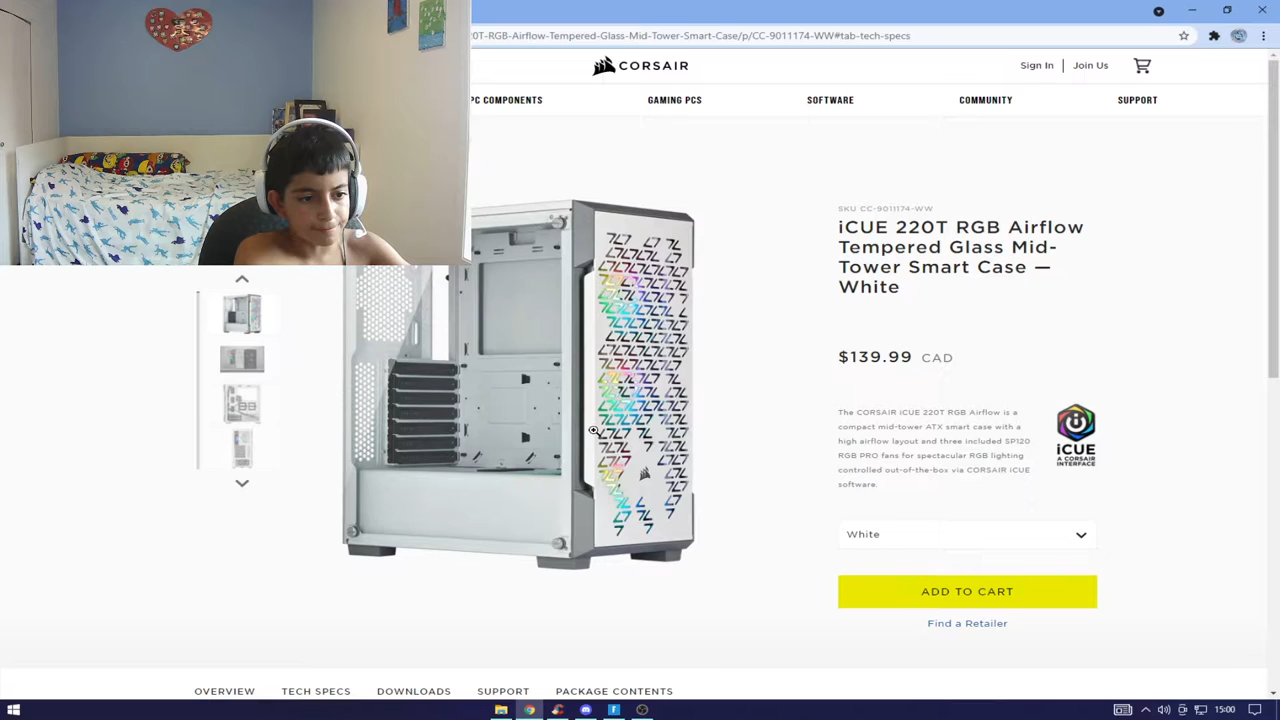 20T-RGB-Airflow-Tempered-Glass-Mid-Tower-Smart-Case/p/CC-9011174-WW#tab-tech-specs
CORSAIR
Sign In | Join Us
PC COMPONENTS
GAMING PCS
SOFTWARE
COMMUNITY
SUPPORT
SKU CC-9011174-WW
iCUE 220T RGB Airflow
Tempered Glass Mid-
Tower Smart Case —
White
$139.99 CAD
The CORSAIR iCUE 220T RGB Airflow is a
compact mid-tower ATX smart case with a
high airflow layout and three included SP120
RGB PRO fans for spectacular RGB lighting
controlled out-of-the-box via CORSAIR iCUE
software.
iCUE
A CORSAIR
INTERFACE
White
ADD TO CART
Find a Retailer
OVERVIEW
TECH SPECS
DOWNLOADS
SUPPORT
PACKAGE CONTENTS
15:00